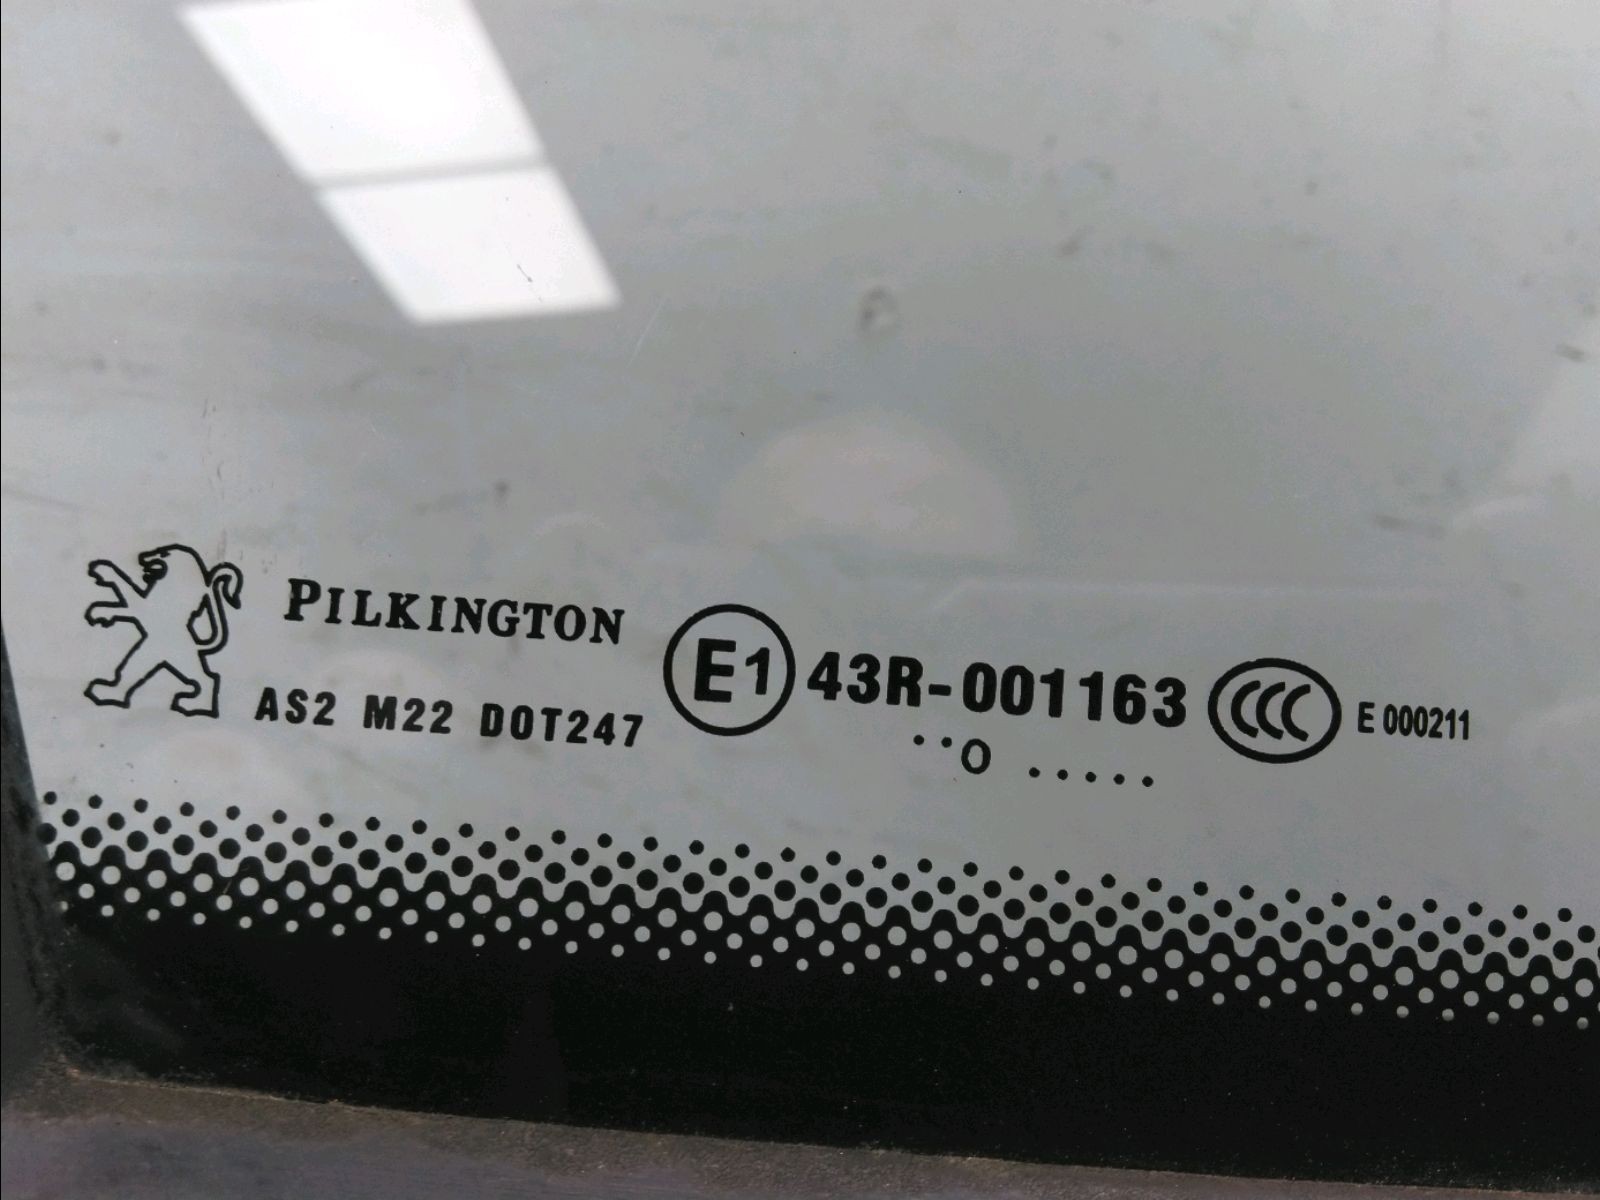 PILKINGTON
AS2 M22 DOT247
E1 43R-001163 CCC E 000211
··O ·····